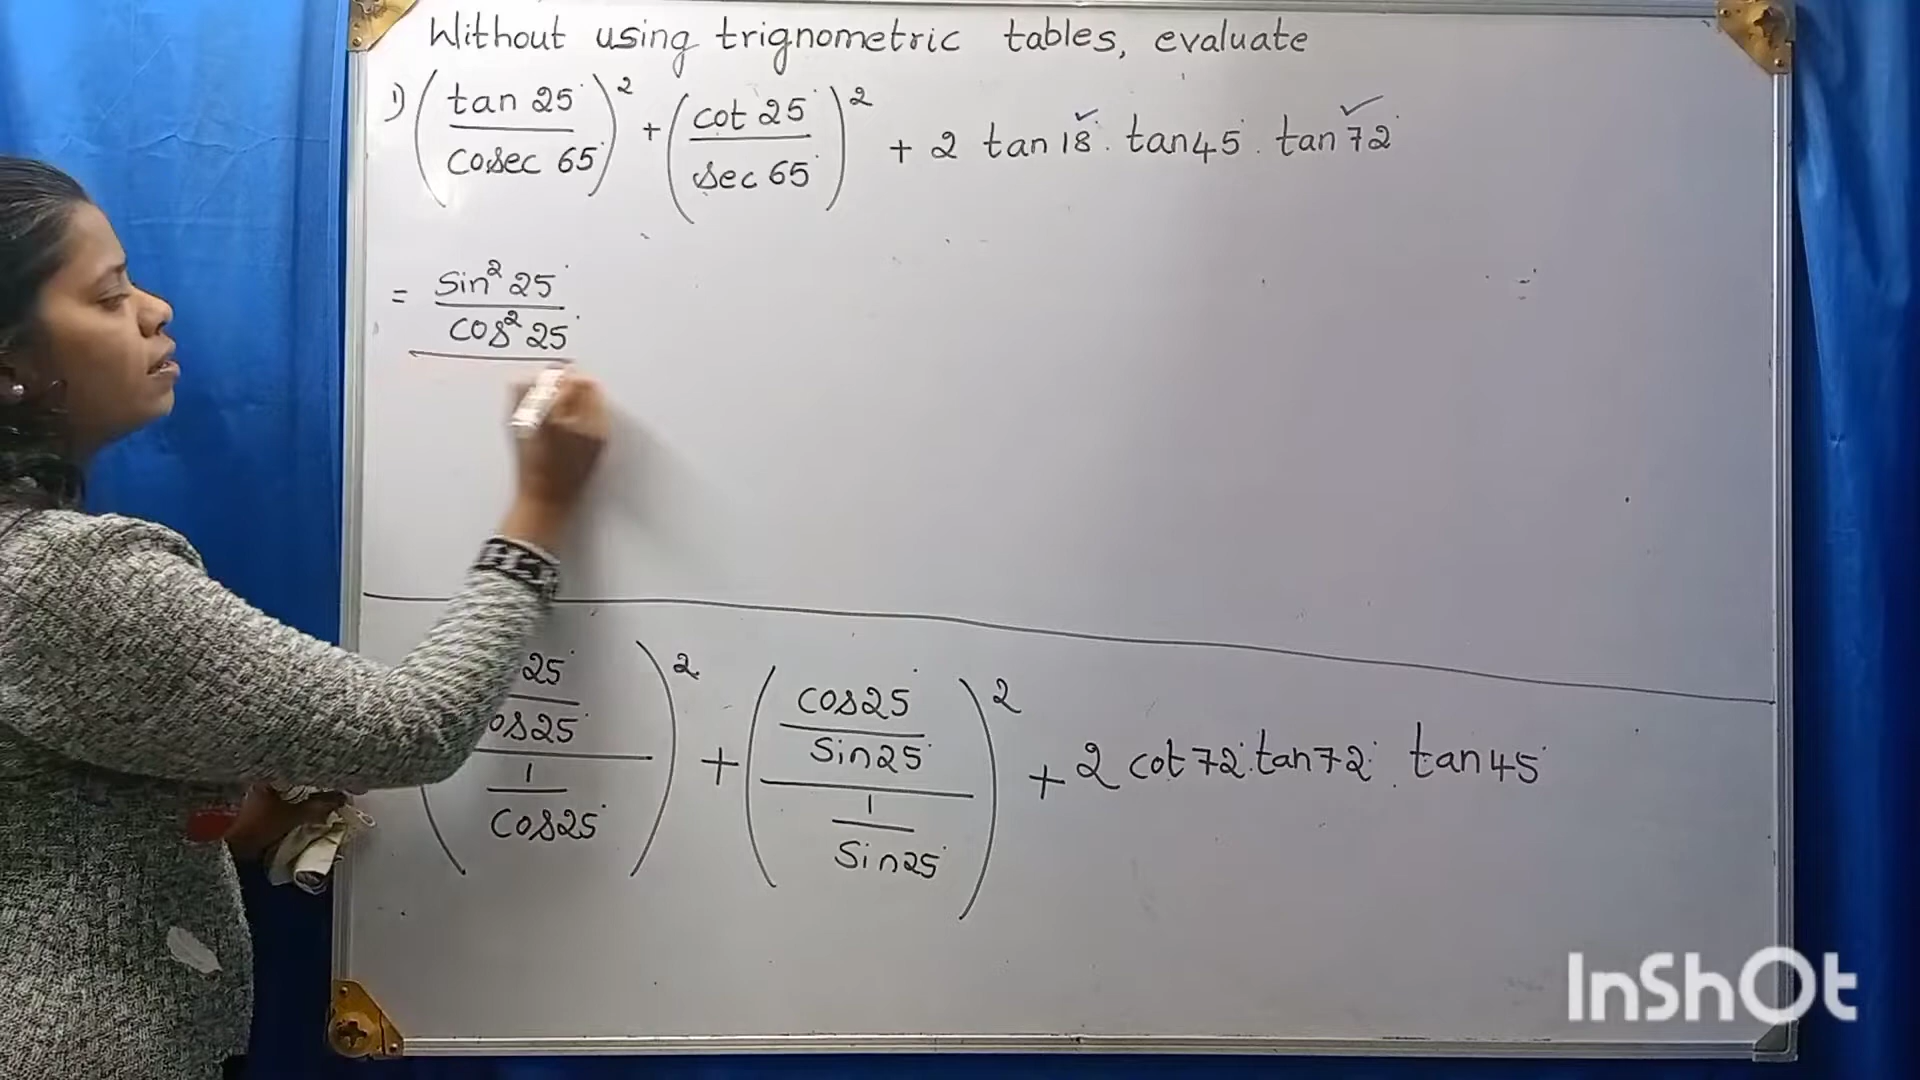 Without using trignometric tables, evaluate
1) (tan 25° / cosec 65°)² + (cot 25° / sec 65°)² + 2 tan 18°. tan 45°. tan 72°
= sin² 25° / cos² 25°
25° / os25° / 1 / cos25°)² + (cos25° / sin25° / 1 / sin25°)² + 2 cot 72°. tan 72°. tan 45°
InShOt